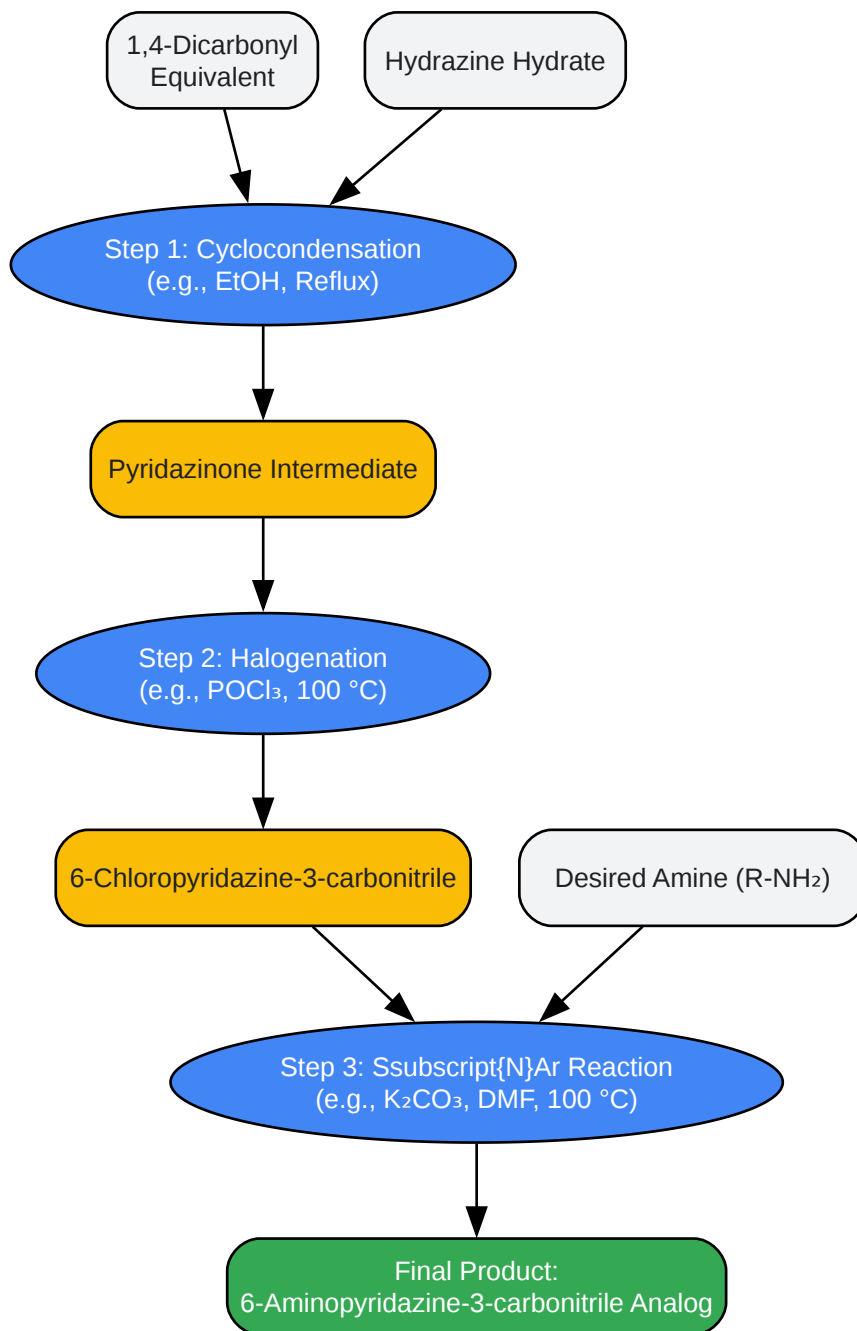 1,4-Dicarbonyl
Equivalent
Hydrazine Hydrate
Step 1: Cyclocondensation
(e.g., EtOH, Reflux)
Pyridazinone Intermediate
Step 2: Halogenation
(e.g., POCl₃, 100 °C)
6-Chloropyridazine-3-carbonitrile
Desired Amine (R-NH₂)
Step 3: Ssubscript{N}Ar Reaction
(e.g., K₂CO₃, DMF, 100 °C)
Final Product:
6-Aminopyridazine-3-carbonitrile Analog